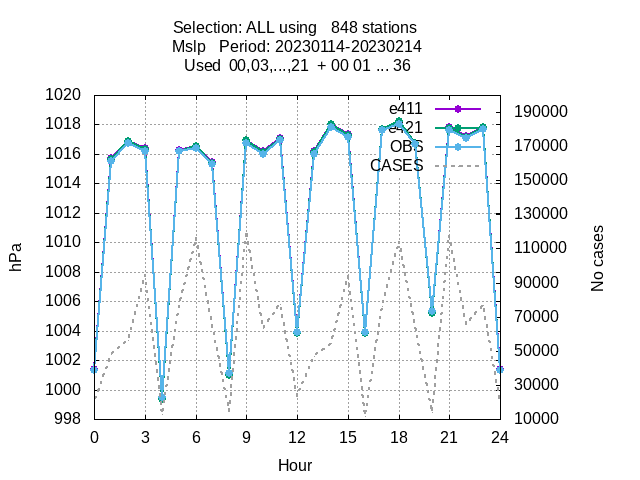 Selection: ALL using   848 stations
Mslp   Period: 20230114-20230214
Used  00,03,...,21  + 00 01 ... 36
e411
e421
OBS
CASES
1020
1018
1016
1014
1012
1010
1008
1006
1004
1002
1000
998
hPa
190000
170000
150000
130000
110000
90000
70000
50000
30000
10000
No cases
0 3 6 9 12 15 18 21 24
Hour